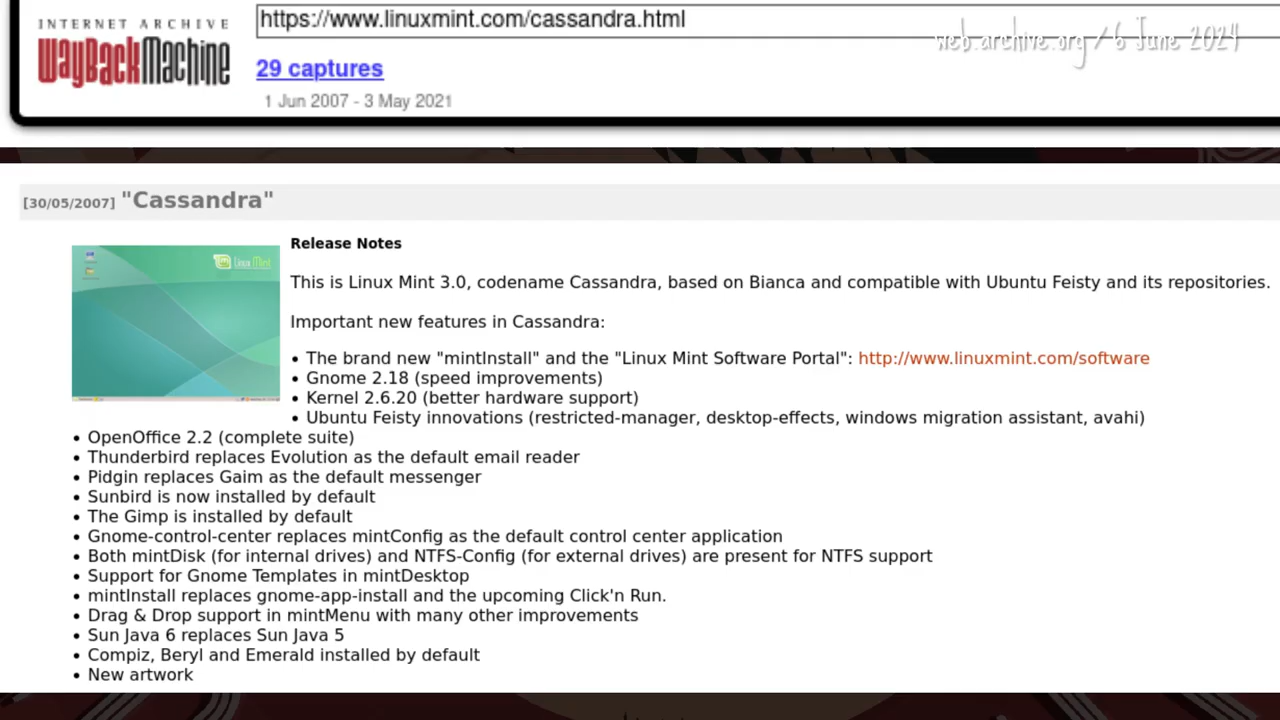 INTERNET ARCHIVE
WayBackMachine
https://www.linuxmint.com/cassandra.html
web.archive.org / 6 June 2024
29 captures
1 Jun 2007 - 3 May 2021
[30/05/2007] "Cassandra"
Linux Mint
Release Notes
This is Linux Mint 3.0, codename Cassandra, based on Bianca and compatible with Ubuntu Feisty and its repositories.
Important new features in Cassandra:
• The brand new "mintInstall" and the "Linux Mint Software Portal": http://www.linuxmint.com/software
• Gnome 2.18 (speed improvements)
• Kernel 2.6.20 (better hardware support)
• Ubuntu Feisty innovations (restricted-manager, desktop-effects, windows migration assistant, avahi)
• OpenOffice 2.2 (complete suite)
• Thunderbird replaces Evolution as the default email reader
• Pidgin replaces Gaim as the default messenger
• Sunbird is now installed by default
• The Gimp is installed by default
• Gnome-control-center replaces mintConfig as the default control center application
• Both mintDisk (for internal drives) and NTFS-Config (for external drives) are present for NTFS support
• Support for Gnome Templates in mintDesktop
• mintInstall replaces gnome-app-install and the upcoming Click'n Run.
• Drag & Drop support in mintMenu with many other improvements
• Sun Java 6 replaces Sun Java 5
• Compiz, Beryl and Emerald installed by default
• New artwork